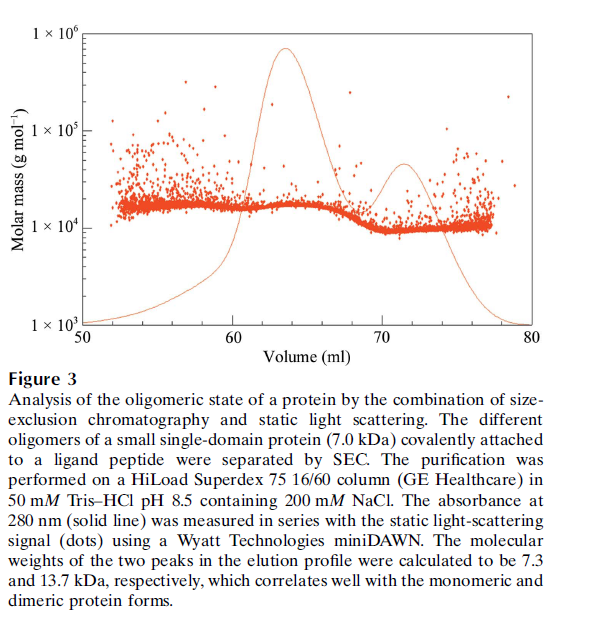 1 × 10⁶
1 × 10⁵
1 × 10⁴
1 × 10³
Molar mass (g mol⁻¹)
50 60 70 80
Volume (ml)
Figure 3
Analysis of the oligomeric state of a protein by the combination of size-
exclusion chromatography and static light scattering. The different
oligomers of a small single-domain protein (7.0 kDa) covalently attached
to a ligand peptide were separated by SEC. The purification was
performed on a HiLoad Superdex 75 16/60 column (GE Healthcare) in
50 mM Tris–HCl pH 8.5 containing 200 mM NaCl. The absorbance at
280 nm (solid line) was measured in series with the static light-scattering
signal (dots) using a Wyatt Technologies miniDAWN. The molecular
weights of the two peaks in the elution profile were calculated to be 7.3
and 13.7 kDa, respectively, which correlates well with the monomeric and
dimeric protein forms.